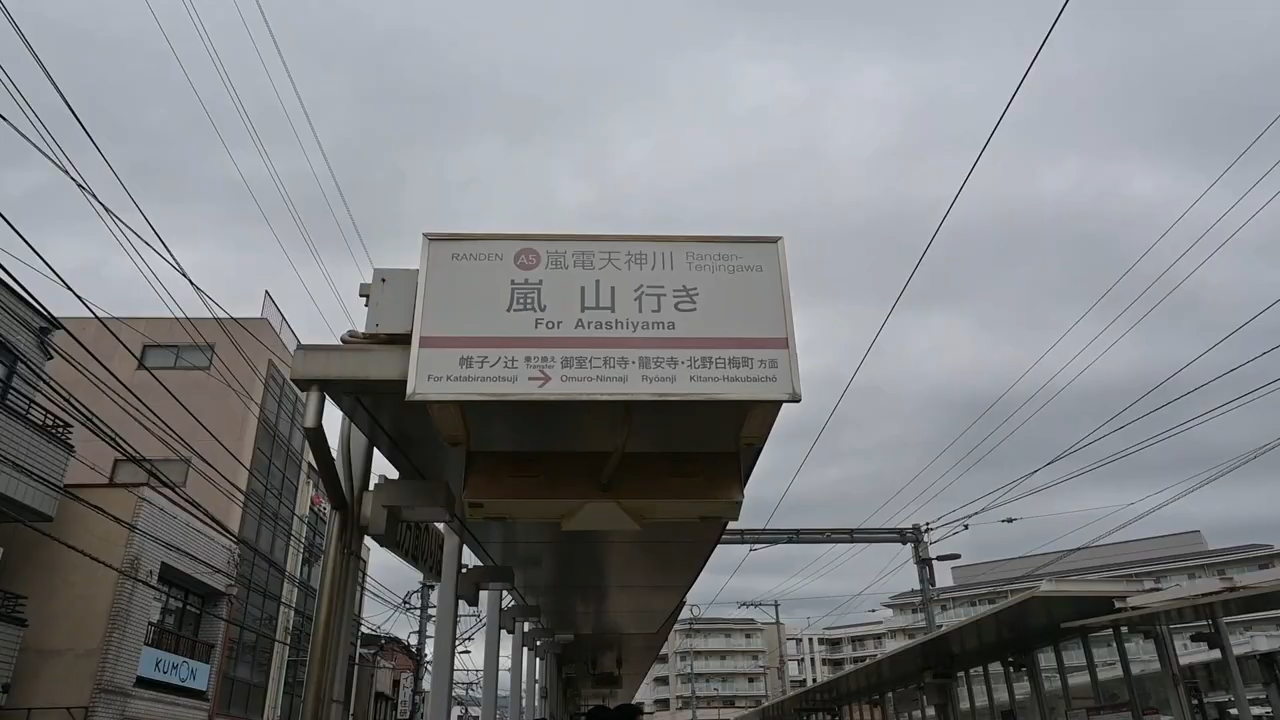 RANDEN A5 嵐電天神川 Randen-Tenjingawa
嵐山行き
For Arashiyama
帷子ノ辻 乗り換え Transfer 御室仁和寺・龍安寺・北野白梅町 方面
For Katabiranotsuji → Omuro-Ninnaji Ryōanji Kitano-Hakubaichō
KUMON